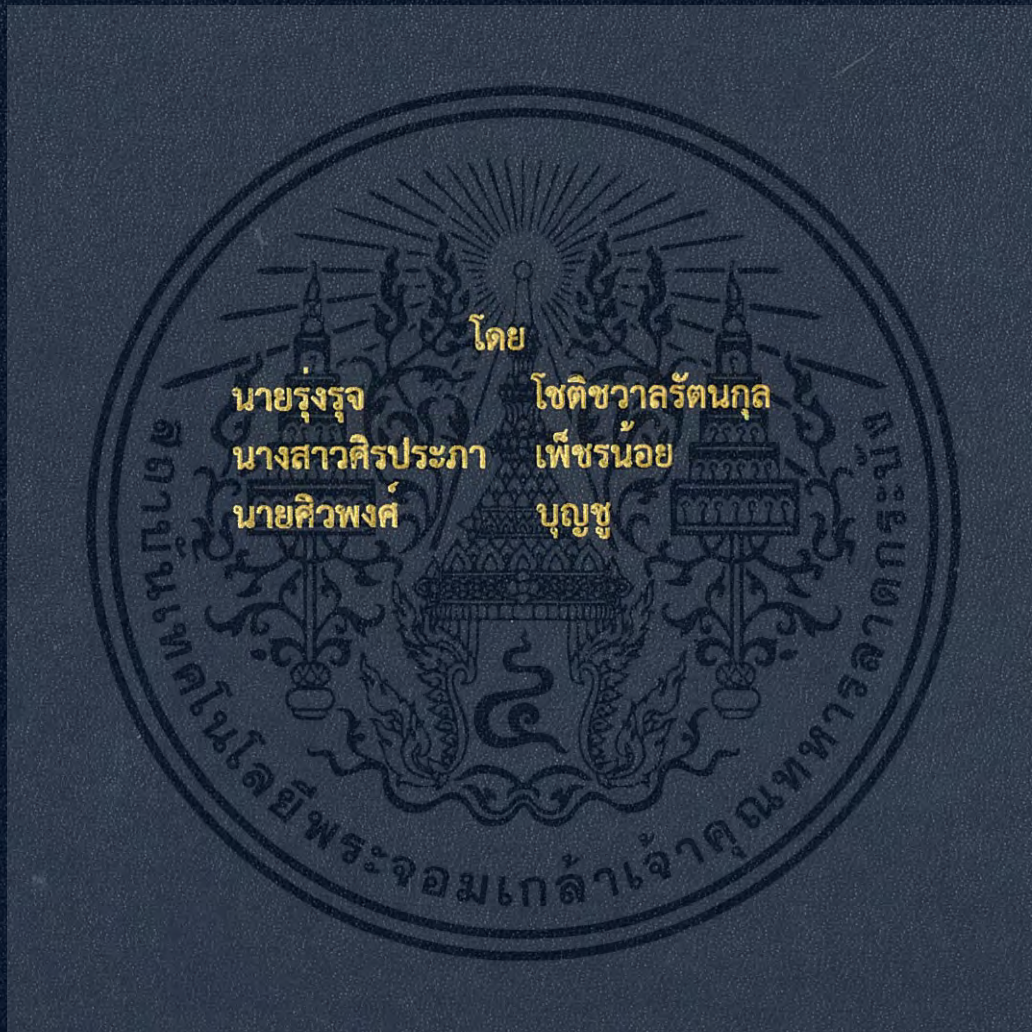 โดย
นายรุ่งรุจ โชติชวาลรัตนกุล
นางสาวศิรประภา เพ็ชรน้อย
นายศิวพงศ์ บุญชู
๔
สถาบันเทคโนโลยีพระจอมเกล้าเจ้าคุณทหารลาดกระบัง